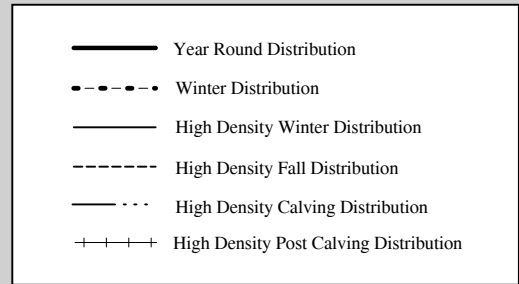 Year Round Distribution
Winter Distribution
High Density Winter Distribution
High Density Fall Distribution
High Density Calving Distribution
High Density Post Calving Distribution